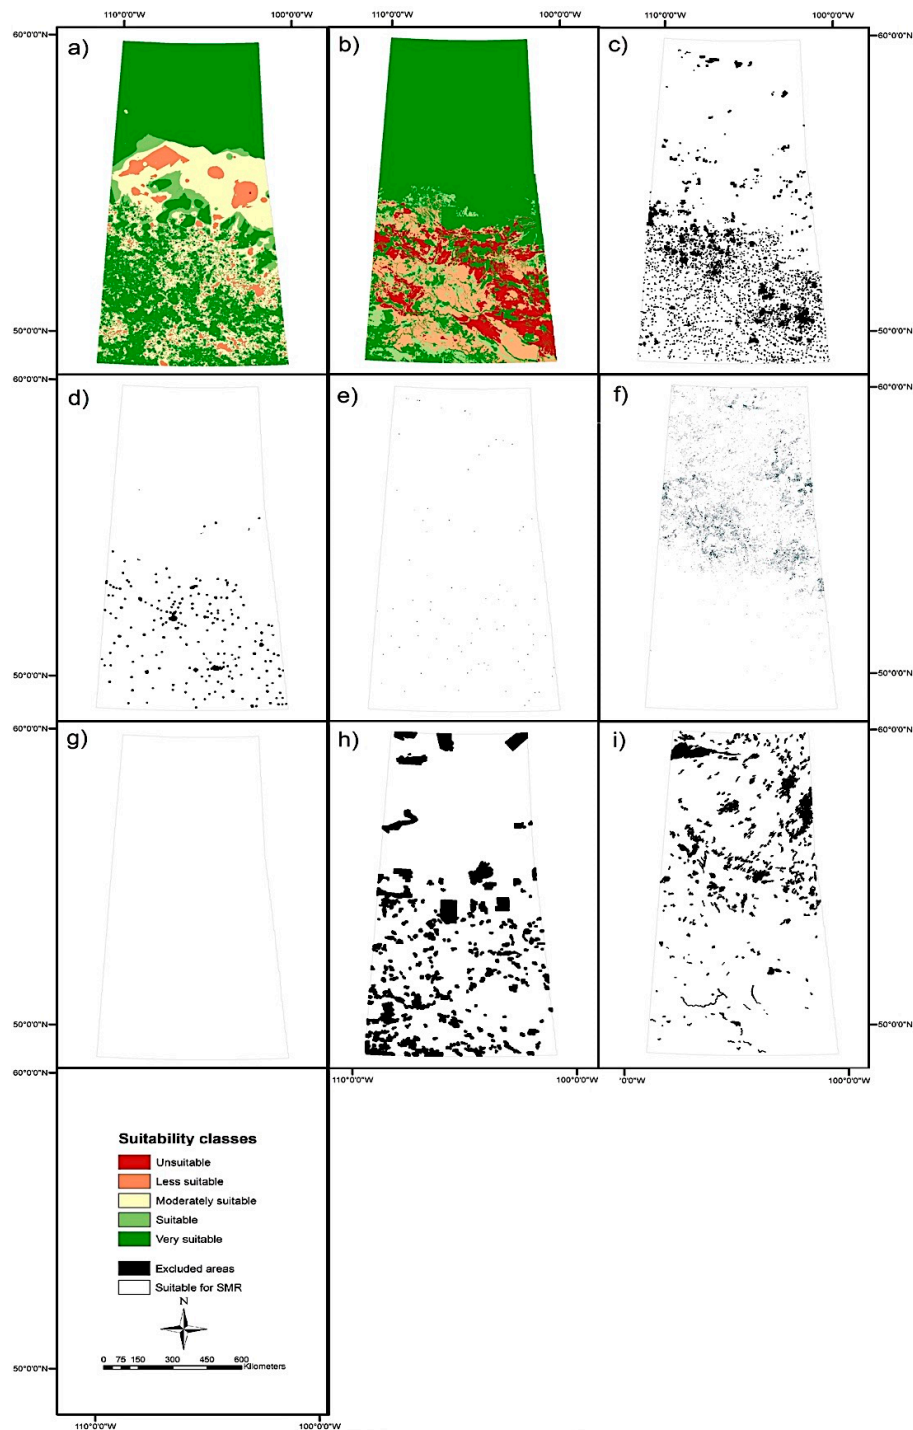 110°0'0"W 100°0'0"W 110°0'0"W 100°0'0"W 110°0'0"W 100°0'0"W
60°0'0"N 60°0'0"N
a) b) c)
50°0'0"N 50°0'0"N
60°0'0"N 60°0'0"N
d) e) f)
50°0'0"N 50°0'0"N
60°0'0"N 60°0'0"N
g) h) i)
50°0'0"N 50°0'0"N
60°0'0"N
110°0'0"W 100°0'0"W '0'0"W 100°0'0"W
Suitability classes
Unsuitable
Less suitable
Moderately suitable
Suitable
Very suitable
Excluded areas
Suitable for SMR
N
0 75 150 300 450 600
Kilometers
50°0'0"N
110°0'0"W 100°0'0"W